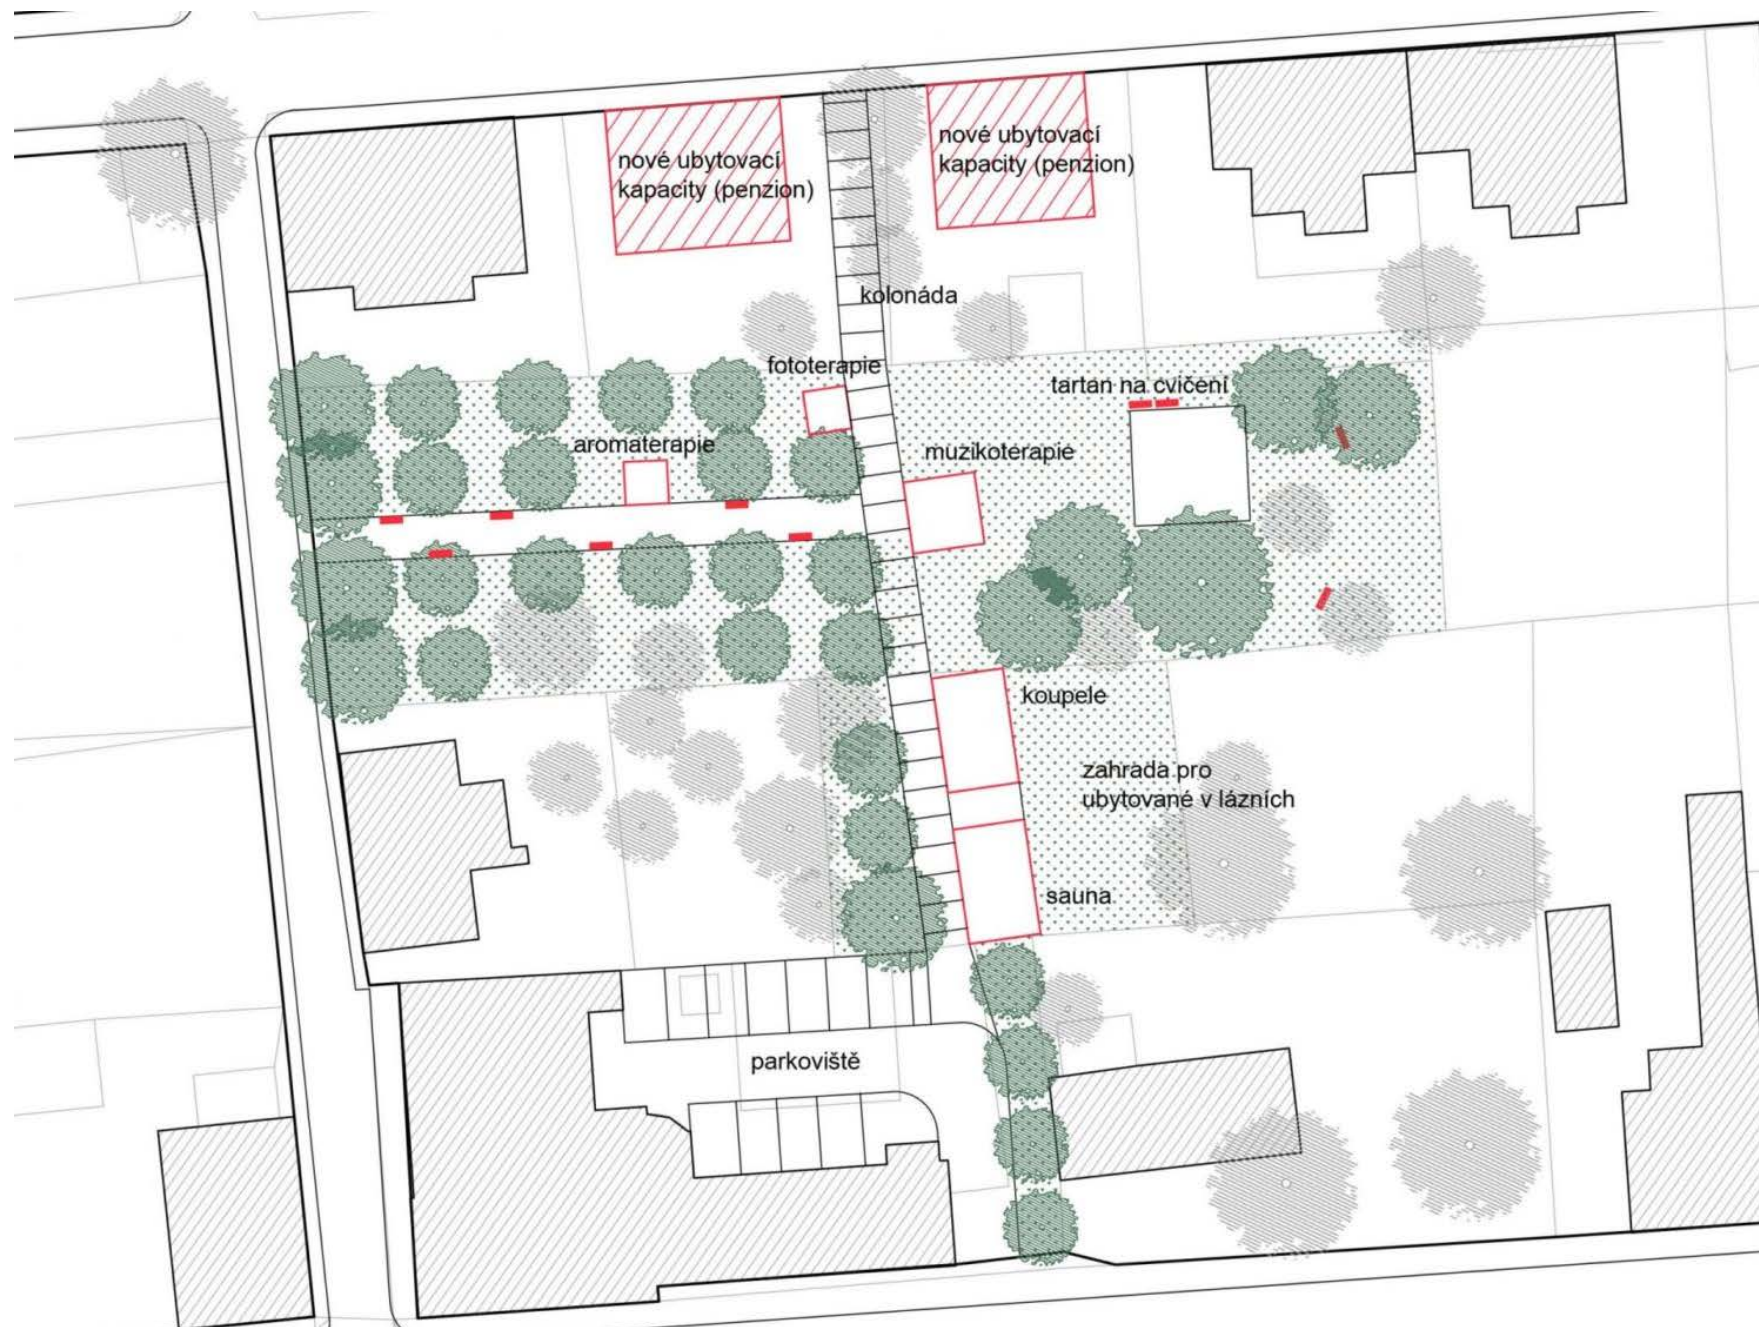 nové ubytovací
kapacity (penzion)
nové ubytovací
kapacity (penzion)
kolonáda
fototerapie
tartan na cvičení
aromaterapie
muzikoterapie
koupele
zahrada pro
ubytované v lázních
sauna
parkoviště